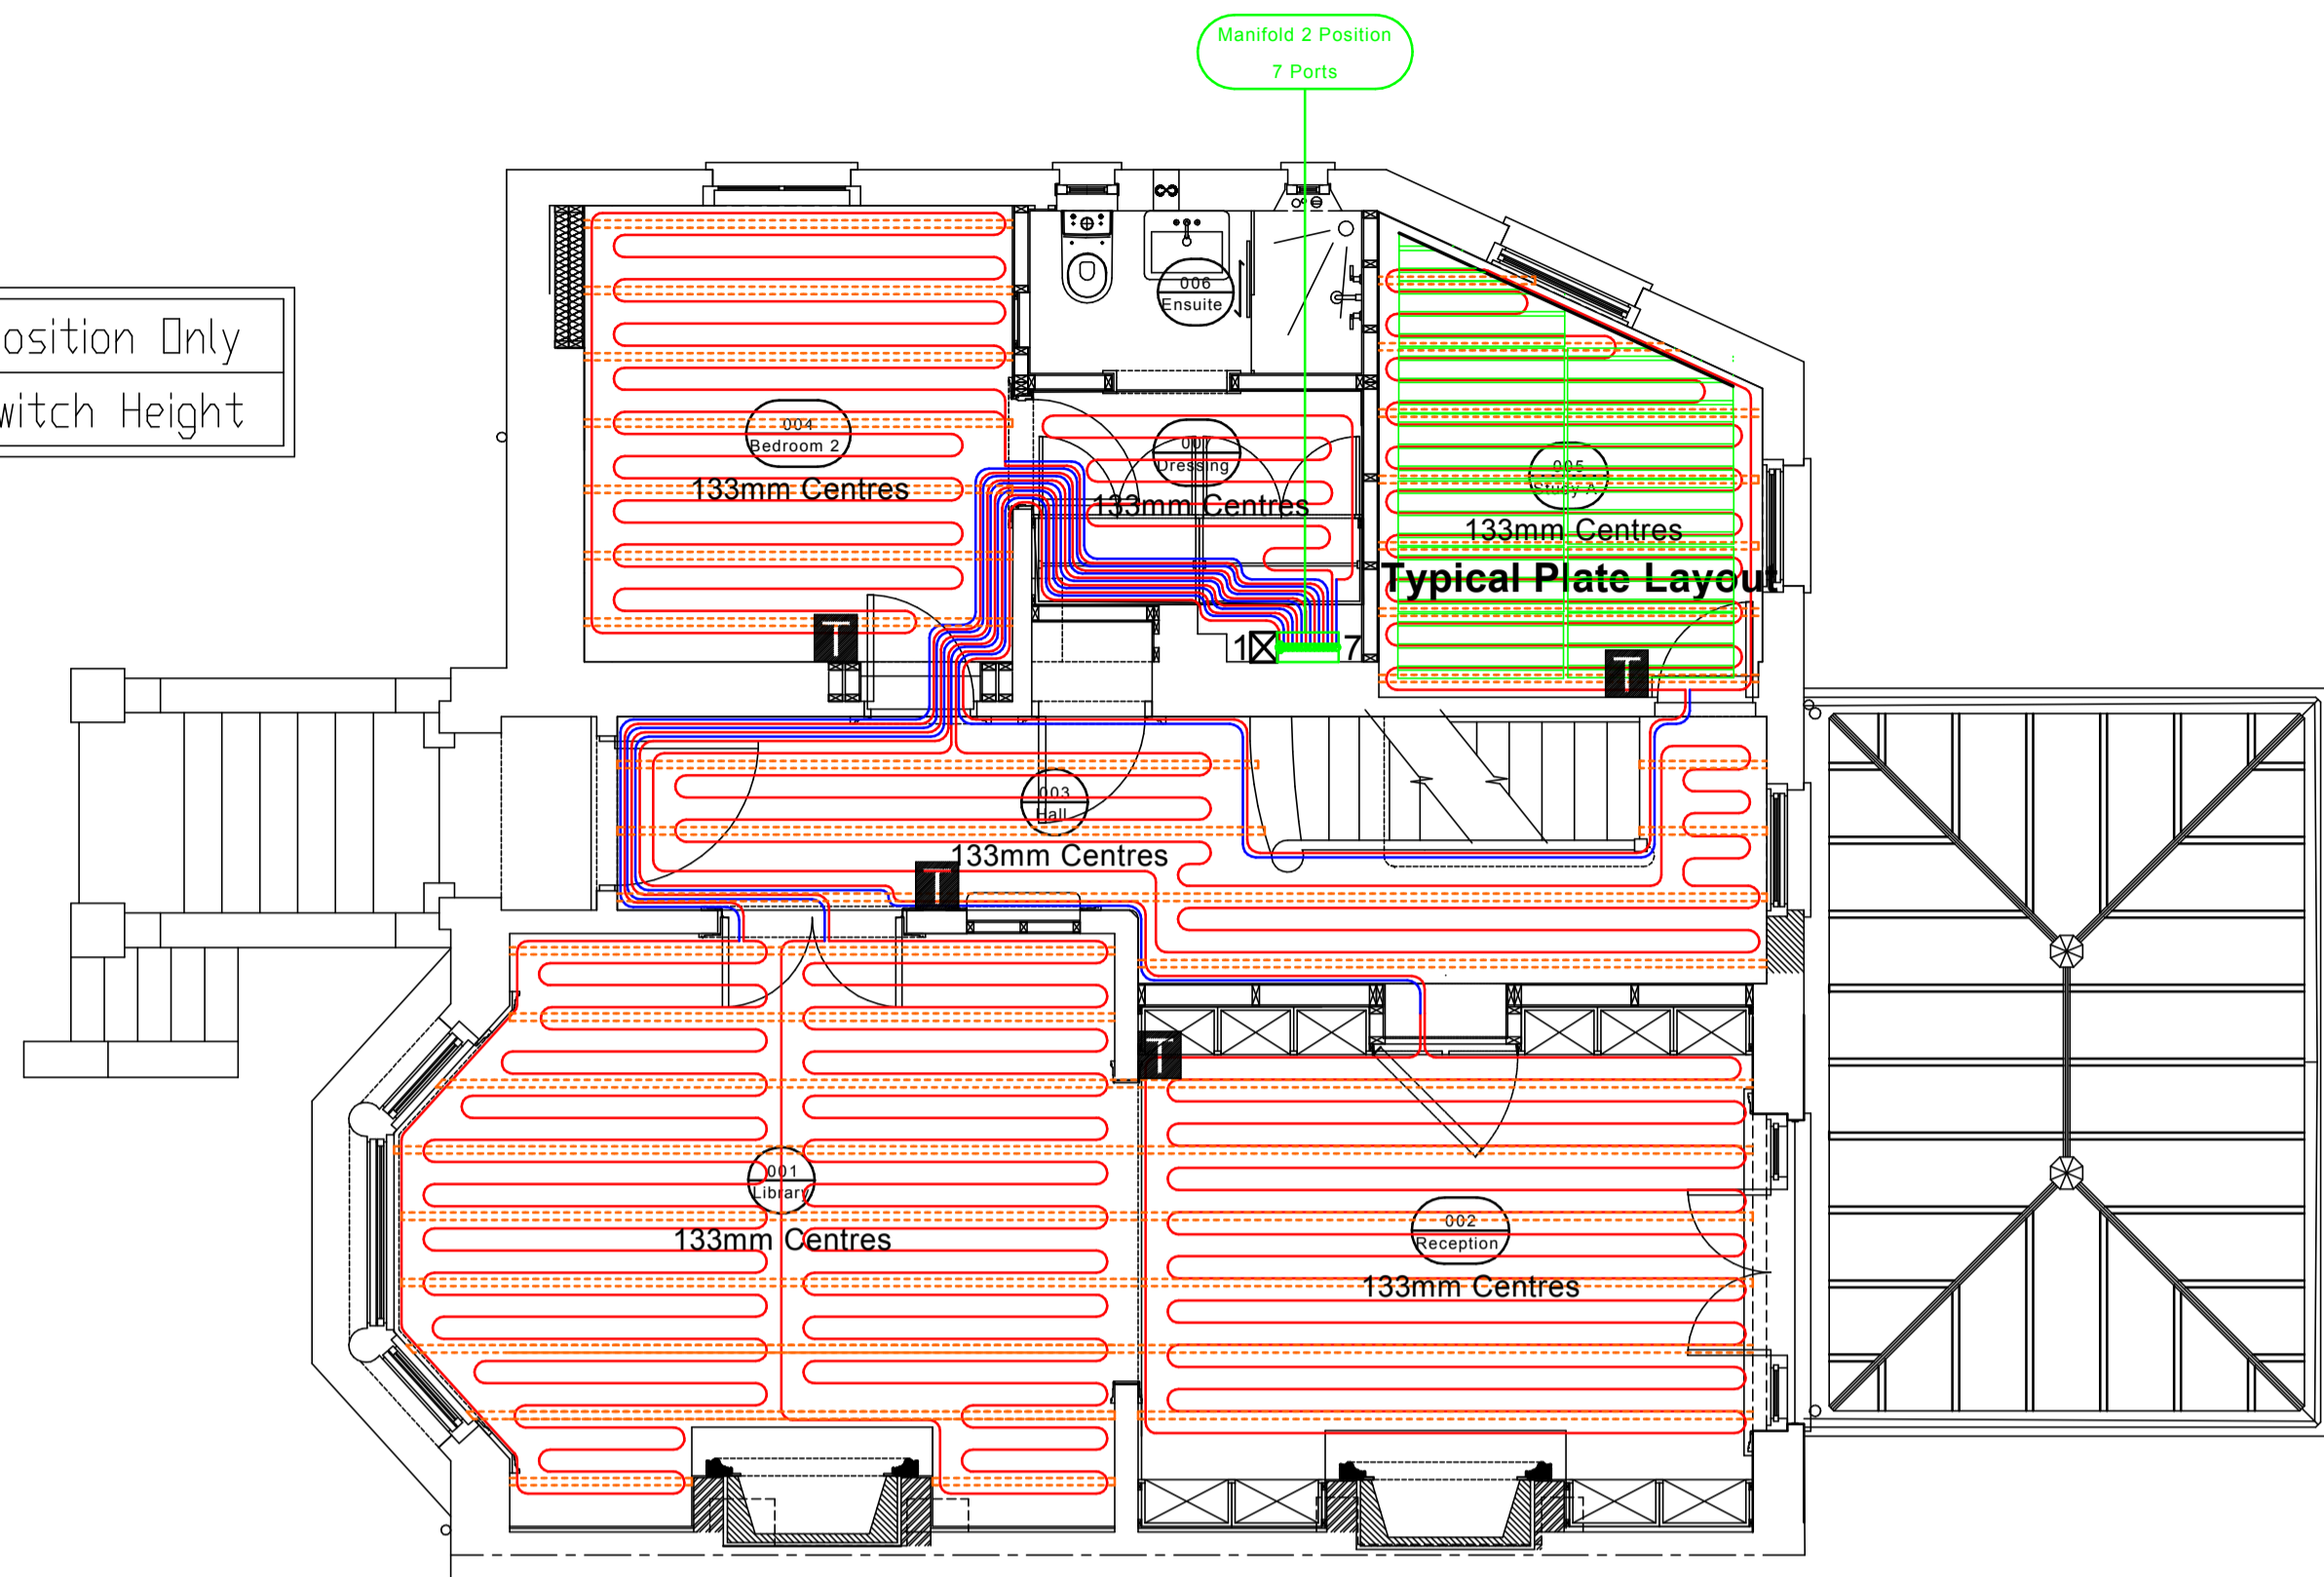 Manifold 2 Position
7 Ports
osition Only
witch Height
006
Ensuite
004
Bedroom 2
133mm Centres
007
Dressing
133mm Centres
005
Study A
133mm Centres
Typical Plate Layout
T
1
7
T
003
Hall
133mm Centres
T
T
001
Library
133mm Centres
002
Reception
133mm Centres